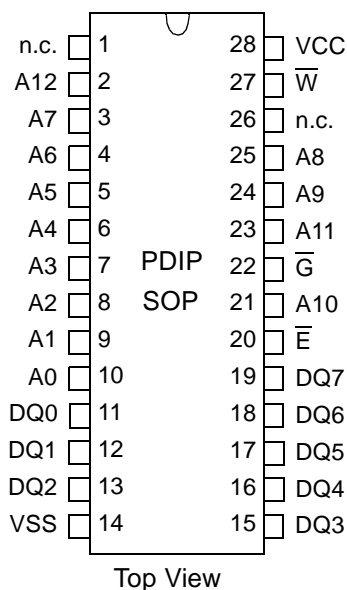 n.c. 1 28 VCC
A12 2 27 W̅
A7 3 26 n.c.
A6 4 25 A8
A5 5 24 A9
A4 6 23 A11
A3 7 PDIP 22 G̅
A2 8 SOP 21 A10
A1 9 20 E̅
A0 10 19 DQ7
DQ0 11 18 DQ6
DQ1 12 17 DQ5
DQ2 13 16 DQ4
VSS 14 15 DQ3
Top View